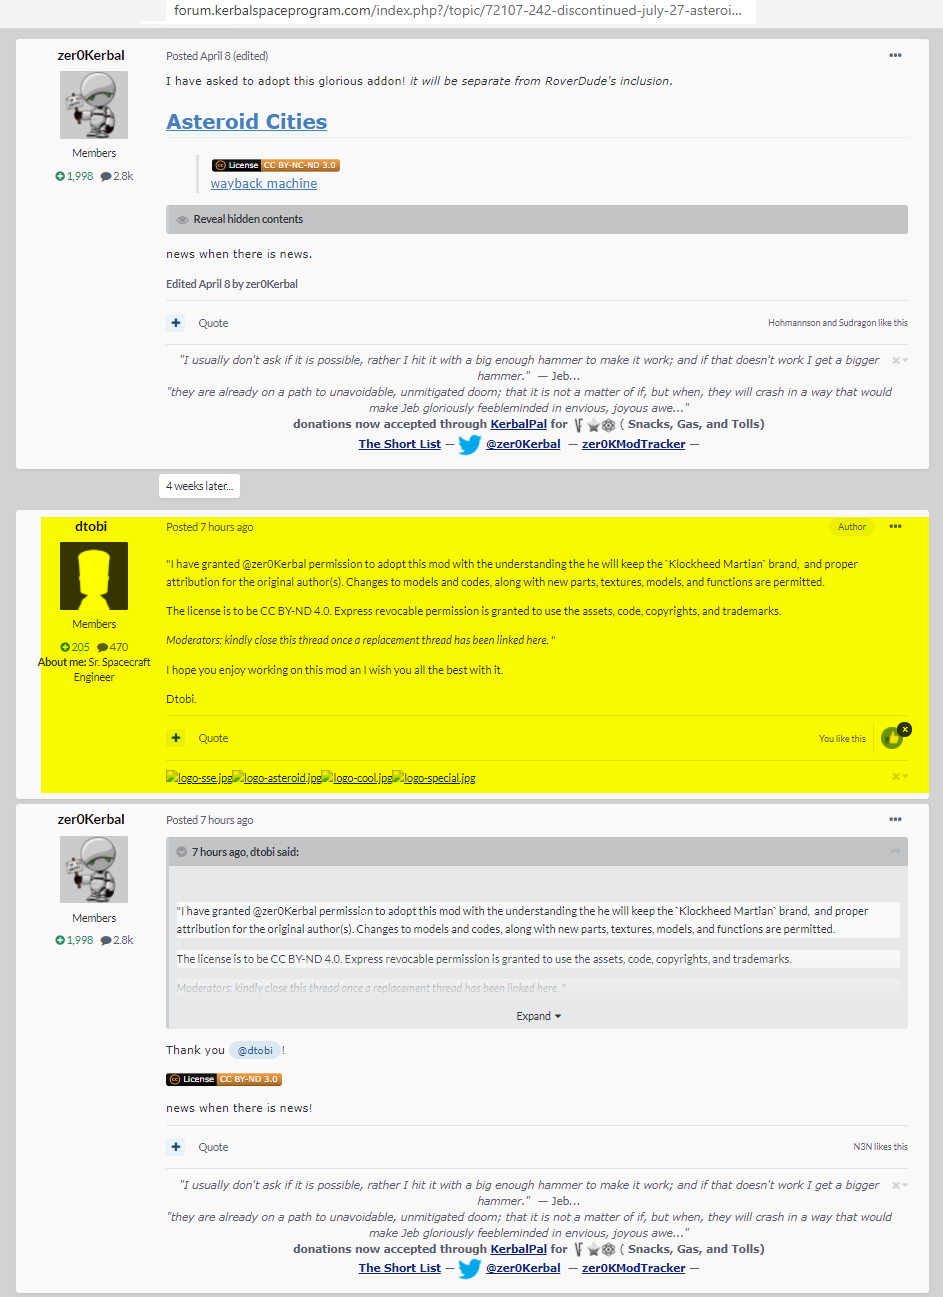 forum.kerbalspaceprogram.com/index.php?/topic/72107-242-discontinued-july-27-asteroi...
zer0Kerbal
Posted April 8 (edited)
I have asked to adopt this glorious addon! it will be separate from RoverDude's inclusion.
Asteroid Cities
Members
1,998 2.8k
License CC BY-NC-ND 3.0
wayback machine
Reveal hidden contents
news when there is news.
Edited April 8 by zer0Kerbal
+ Quote
Hohmannson and Sudragon like this
"I usually don't ask if it is possible, rather I hit it with a big enough hammer to make it work; and if that doesn't work I get a bigger
hammer." — Jeb...
"they are already on a path to unavoidable, unmitigated doom; that it is not a matter of if, but when, they will crash in a way that would
make Jeb gloriously feebleminded in envious, joyous awe..."
donations now accepted through KerbalPal for ( Snacks, Gas, and Tolls)
The Short List — @zer0Kerbal — zer0KModTracker —
4 weeks later...
dtobi
Posted 7 hours ago
Author
"I have granted @zer0Kerbal permission to adopt this mod with the understanding the he will keep the `Klockheed Martian` brand, and proper
attribution for the original author(s). Changes to models and codes, along with new parts, textures, models, and functions are permitted.
The license is to be CC BY-ND 4.0. Express revocable permission is granted to use the assets, code, copyrights, and trademarks.
Members
Moderators: kindly close this thread once a replacement thread has been linked here. "
205 470
About me: Sr. Spacecraft
Engineer
I hope you enjoy working on this mod an I wish you all the best with it.
Dtobi.
+ Quote
You like this
logo-sse.jpg logo-asteroid.jpg logo-cool.jpg logo-special.jpg
zer0Kerbal
Posted 7 hours ago
7 hours ago, dtobi said:
Members
1,998 2.8k
"I have granted @zer0Kerbal permission to adopt this mod with the understanding the he will keep the `Klockheed Martian` brand, and proper
attribution for the original author(s). Changes to models and codes, along with new parts, textures, models, and functions are permitted.
The license is to be CC BY-ND 4.0. Express revocable permission is granted to use the assets, code, copyrights, and trademarks.
Moderators: kindly close this thread once a replacement thread has been linked here. "
Expand
Thank you @dtobi !
License CC BY-ND 3.0
news when there is news!
+ Quote
N3N likes this
"I usually don't ask if it is possible, rather I hit it with a big enough hammer to make it work; and if that doesn't work I get a bigger
hammer." — Jeb...
"they are already on a path to unavoidable, unmitigated doom; that it is not a matter of if, but when, they will crash in a way that would
make Jeb gloriously feebleminded in envious, joyous awe..."
donations now accepted through KerbalPal for ( Snacks, Gas, and Tolls)
The Short List — @zer0Kerbal — zer0KModTracker —